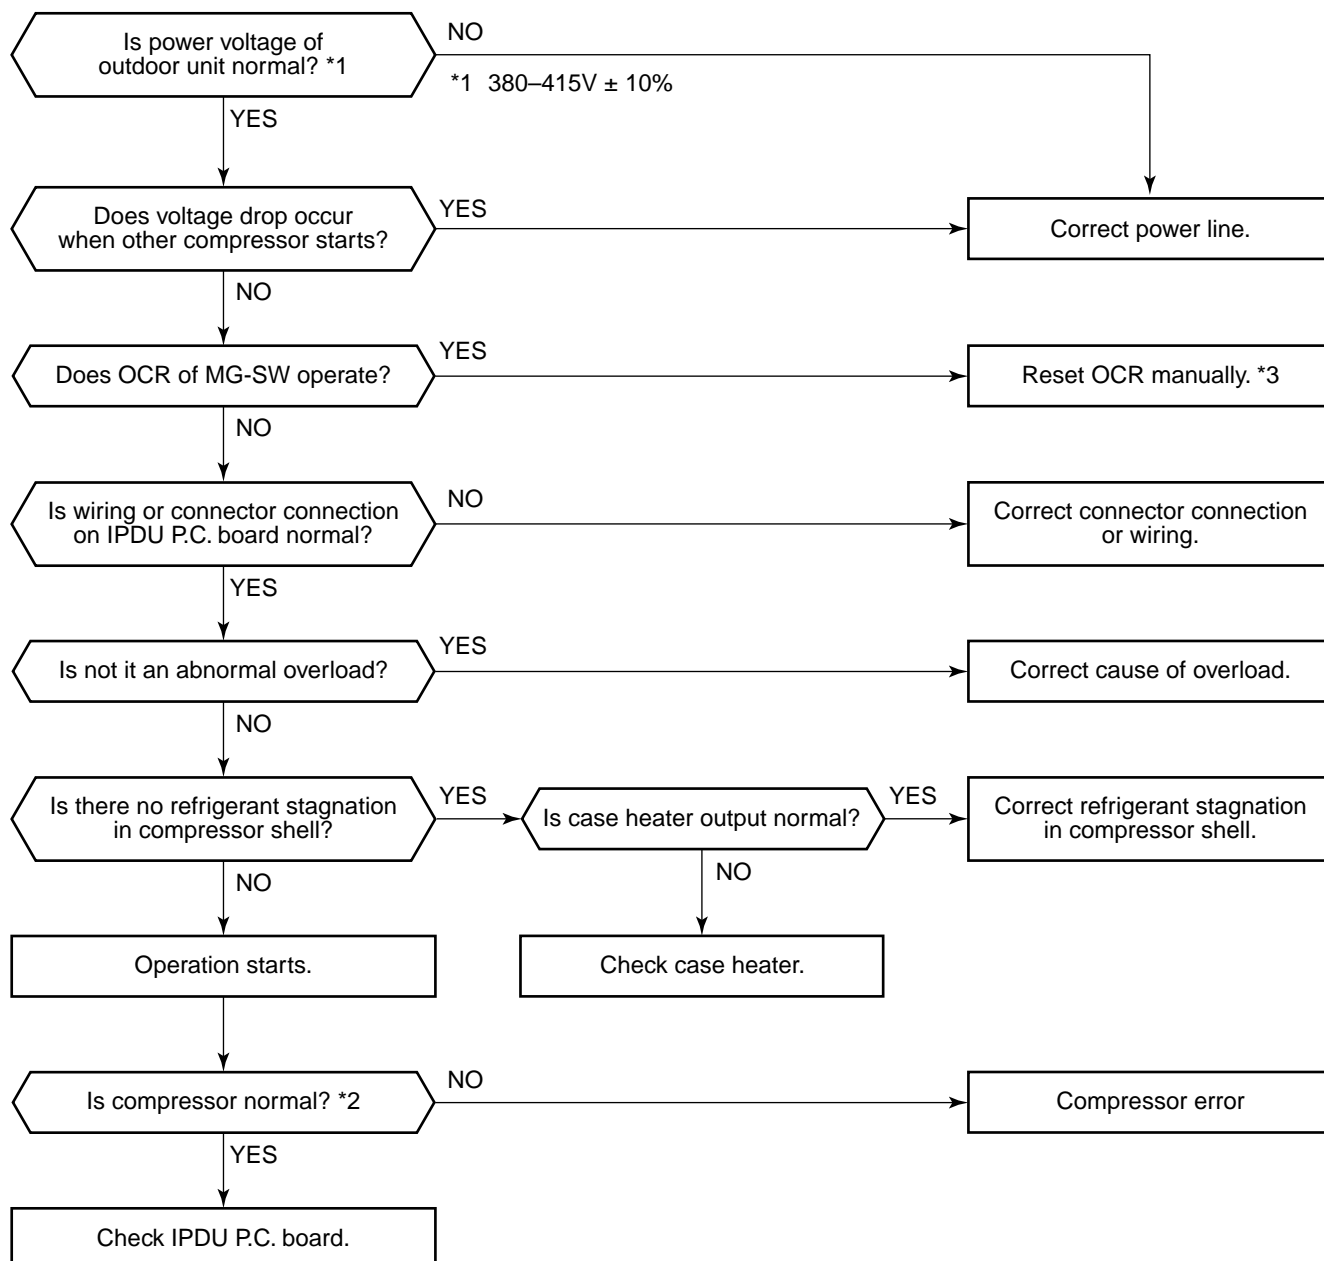 Is power voltage of
outdoor unit normal? *1
NO
*1 380–415V ± 10%
YES
Does voltage drop occur
when other compressor starts?
YES
Correct power line.
NO
Does OCR of MG-SW operate?
YES
Reset OCR manually. *3
NO
Is wiring or connector connection
on IPDU P.C. board normal?
NO
Correct connector connection
or wiring.
YES
Is not it an abnormal overload?
YES
Correct cause of overload.
NO
Is there no refrigerant stagnation
in compressor shell?
YES
Is case heater output normal?
YES
Correct refrigerant stagnation
in compressor shell.
NO
NO
Operation starts.
Check case heater.
Is compressor normal? *2
NO
Compressor error
YES
Check IPDU P.C. board.